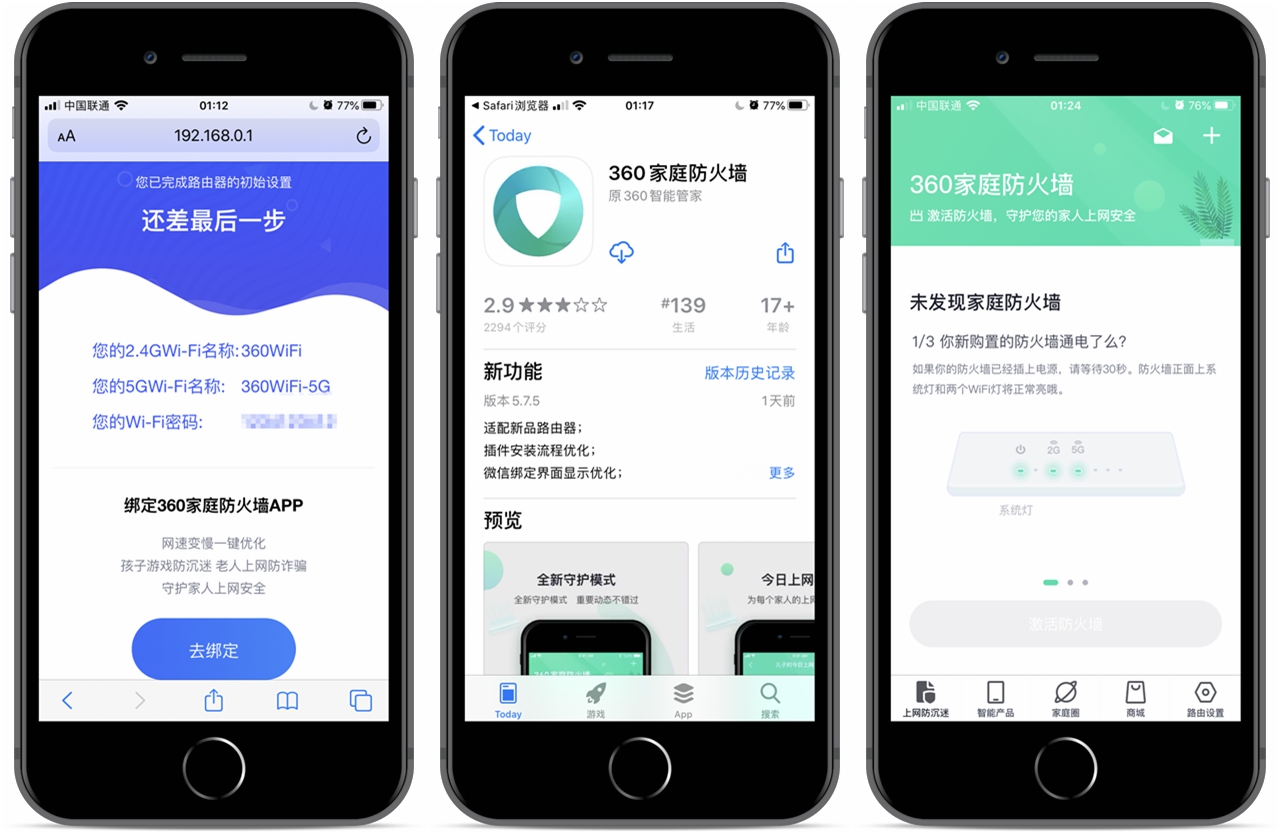 中国联通
01:12
77%
AA
192.168.0.1
您已完成路由器的初始设置
还差最后一步
您的2.4GWi-Fi名称:360WiFi
您的5GWi-Fi名称: 360WiFi-5G
您的Wi-Fi密码:
绑定360家庭防火墙APP
网速变慢一键优化
孩子游戏防沉迷 老人上网防诈骗
守护家人上网安全
去绑定
Safari浏览器
01:17
77%
Today
360 家庭防火墙
原 360 智能管家
2.9
#139
17+
2294个评分
生活
年龄
新功能
版本历史记录
版本 5.7.5
1天前
适配新品路由器;
插件安装流程优化;
微信绑定界面显示优化;
更多
预览
全新守护模式
全新守护模式 重要动态不错过
360家庭防火墙
今日上网
为每个家人的上网
Today
游戏
App
搜索
中国联通
01:24
76%
360家庭防火墙
激活防火墙，守护您的家人上网安全
未发现家庭防火墙
1/3 你新购置的防火墙通电了么?
如果你的防火墙已经插上电源，请等待30秒。防火墙正面上系
统灯和两个WiFi灯将正常亮哦。
2G
5G
系统灯
激活防火墙
上网防沉迷
智能产品
家庭圈
商城
路由设置